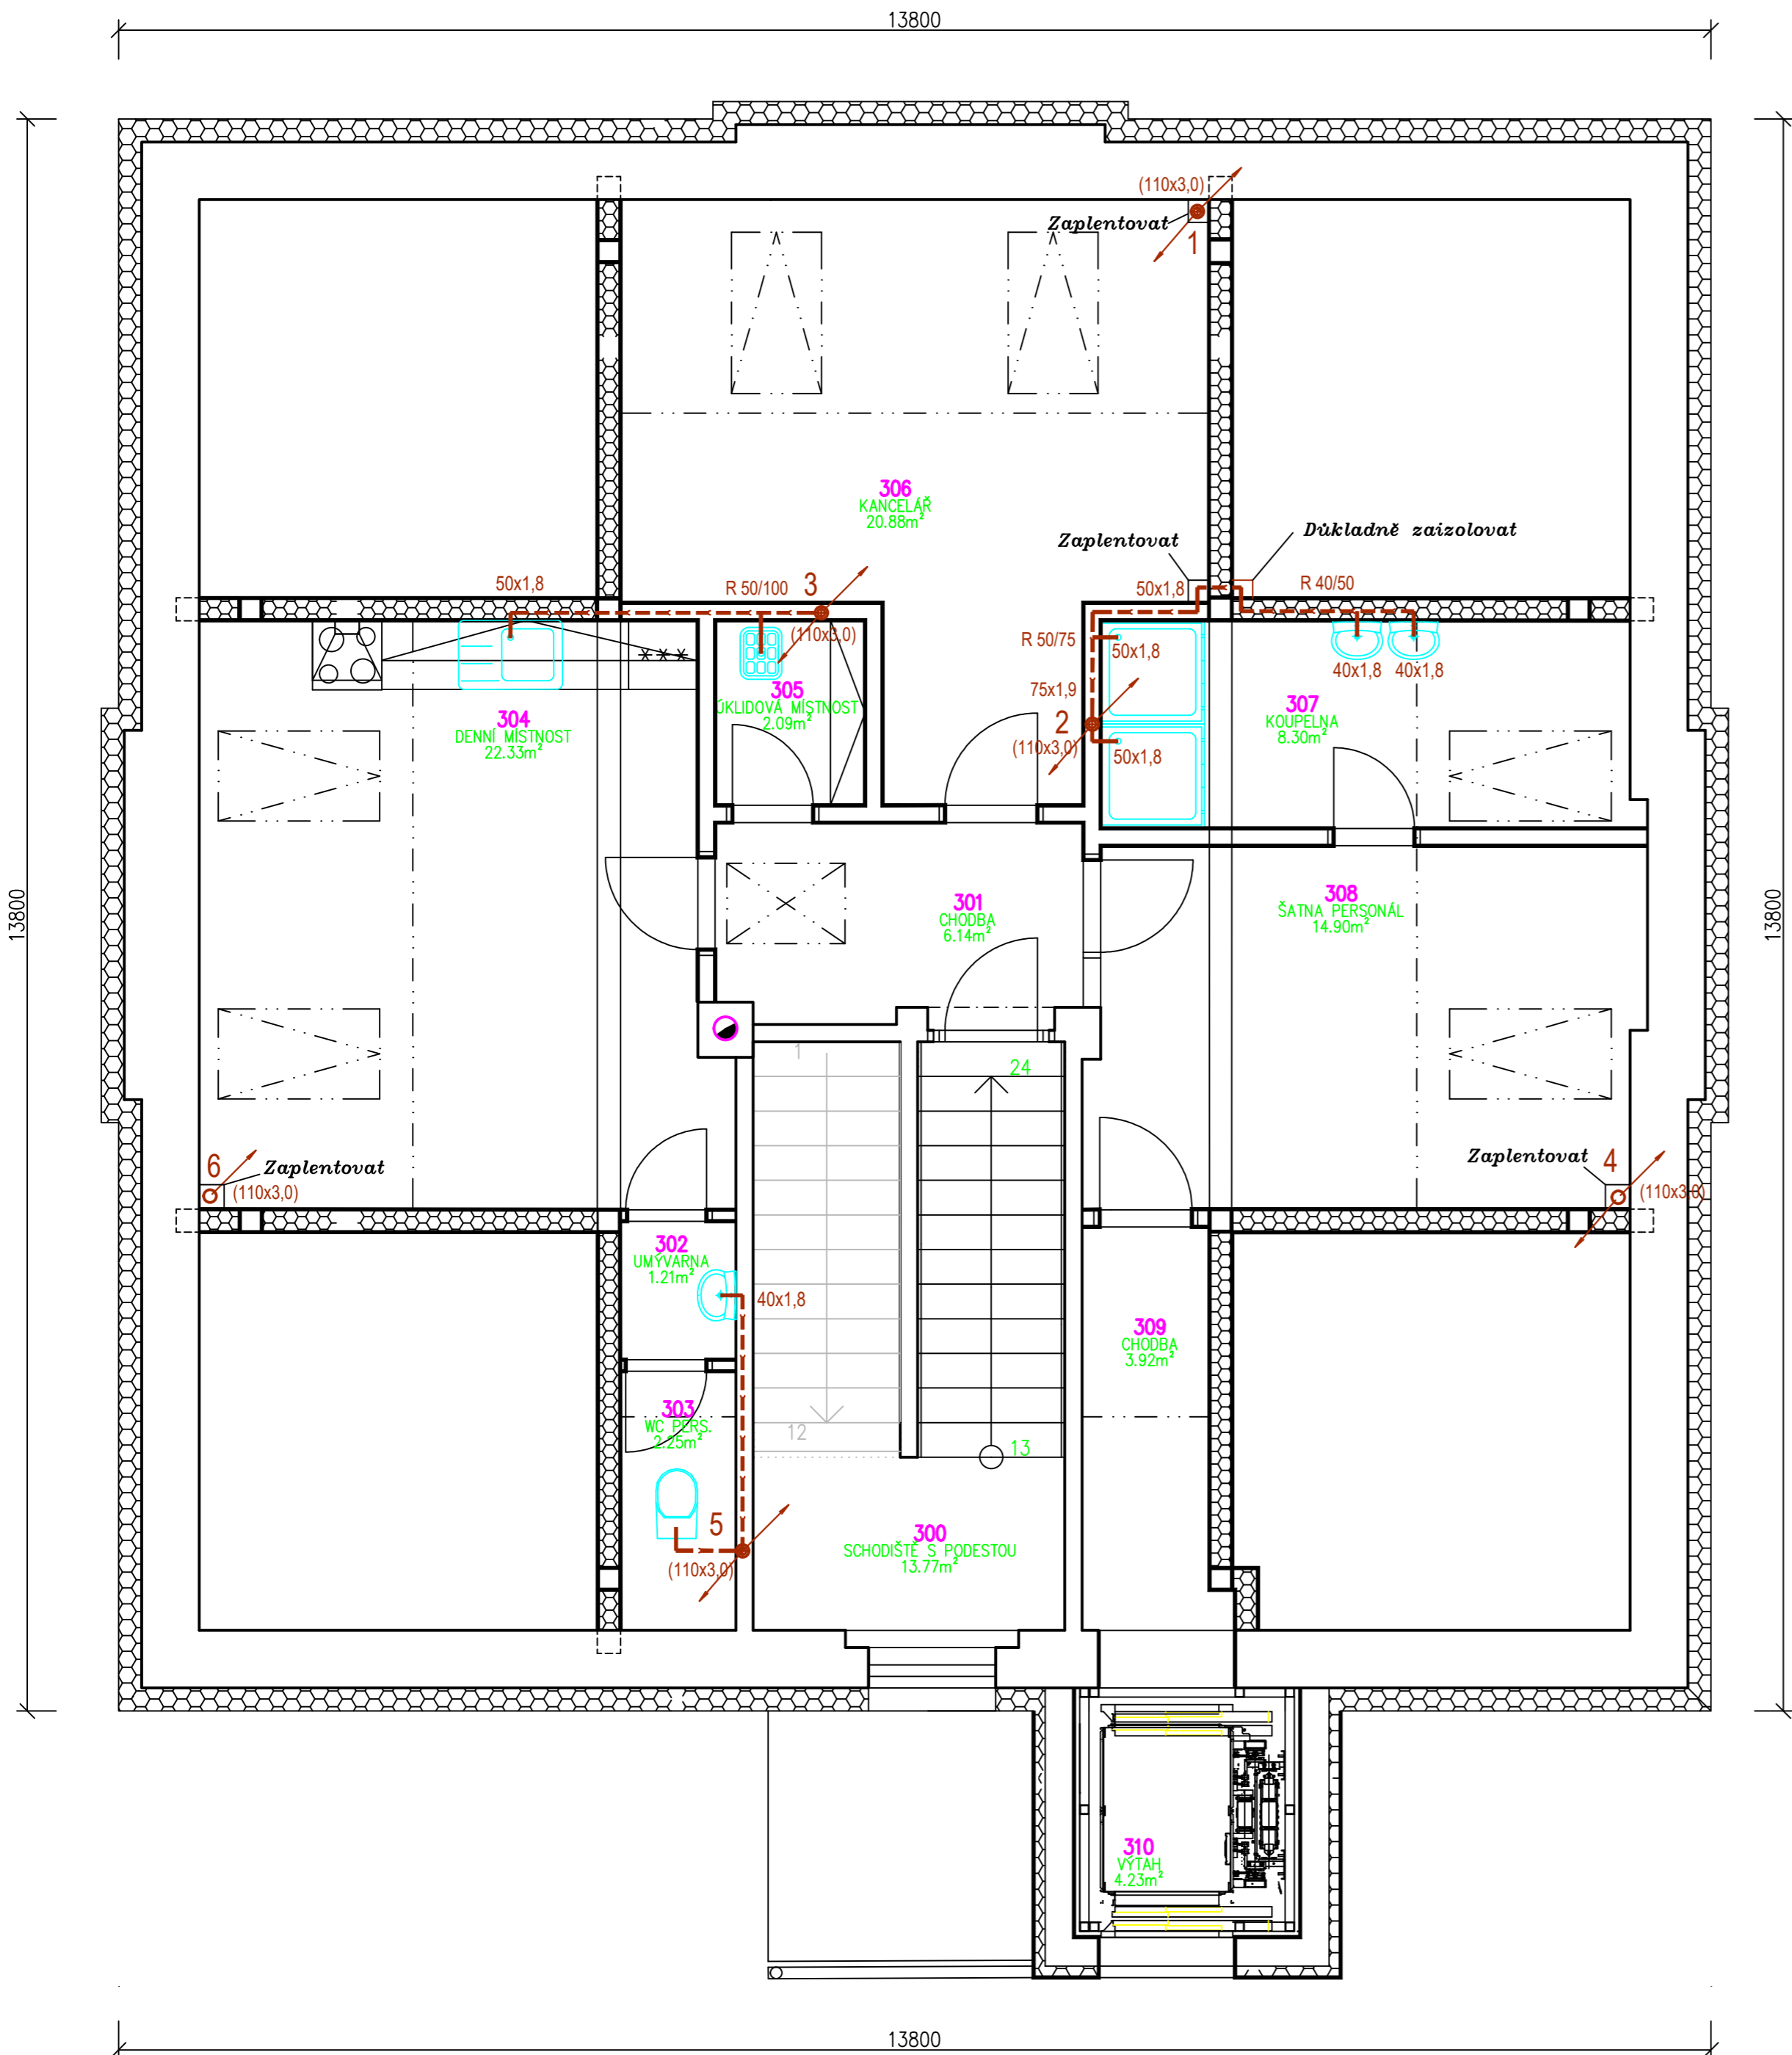 13800
(110x3,0)
Zaplentovat
1
306
KANCELÁŘ
20.88m²
Zaplentovat
Důkladně zaizolovat
50x1,8
R 50/100
3
(110x3,0)
50x1,8
R 40/50
R 50/75
50x1,8
40x1,8
40x1,8
75x1,9
2
(110x3,0)
50x1,8
305
ÚKLIDOVÁ MÍSTNOST
2.09m²
304
DENNÍ MÍSTNOST
22.33m²
307
KOUPELNA
8.30m²
13800
301
CHODBA
6.14m²
308
ŠATNA PERSONÁL
14.90m²
13800
1
24
6
Zaplentovat
(110x3,0)
Zaplentovat
4
(110x3,0)
302
UMÝVARNA
1.21m²
40x1,8
309
CHODBA
3.92m²
303
WC PERS.
2.25m²
12
13
5
(110x3,0)
300
SCHODIŠTĚ S PODESTOU
13.77m²
310
VÝTAH
4.23m²
13800